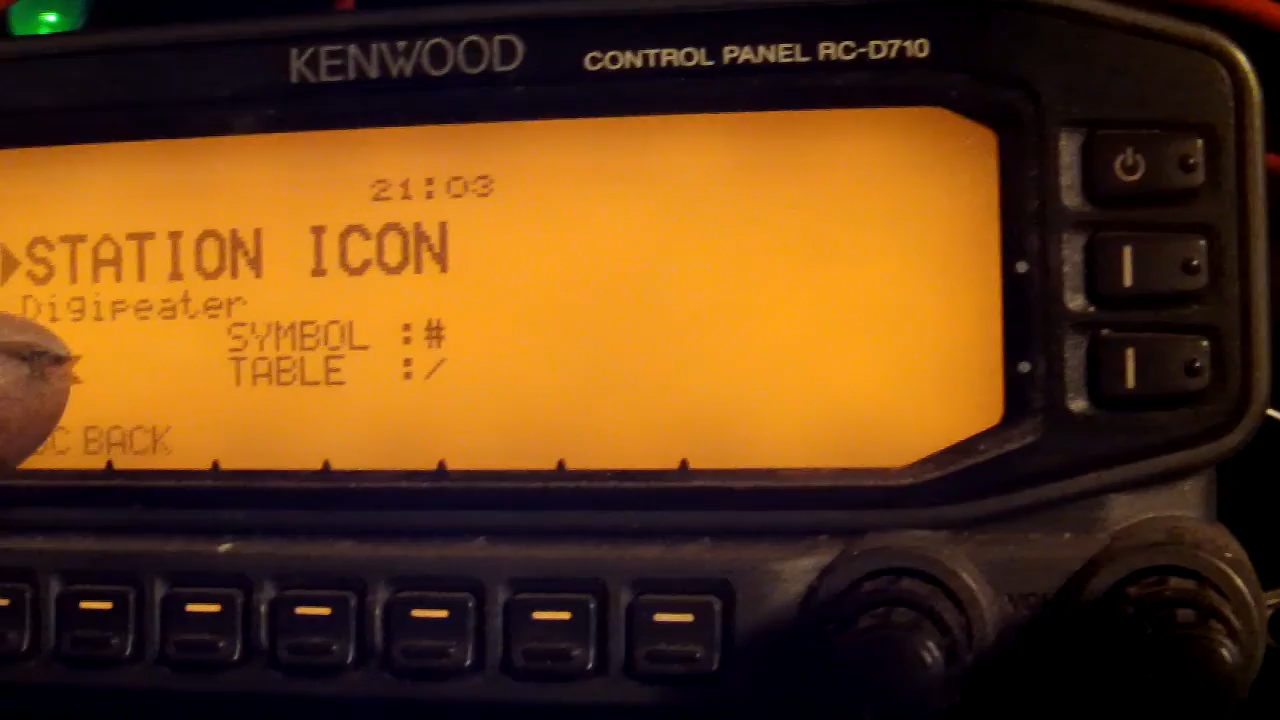 KENWOOD CONTROL PANEL RC-D710
21:03
STATION ICON
Digipeater
SYMBOL :#
TABLE :/
BACK